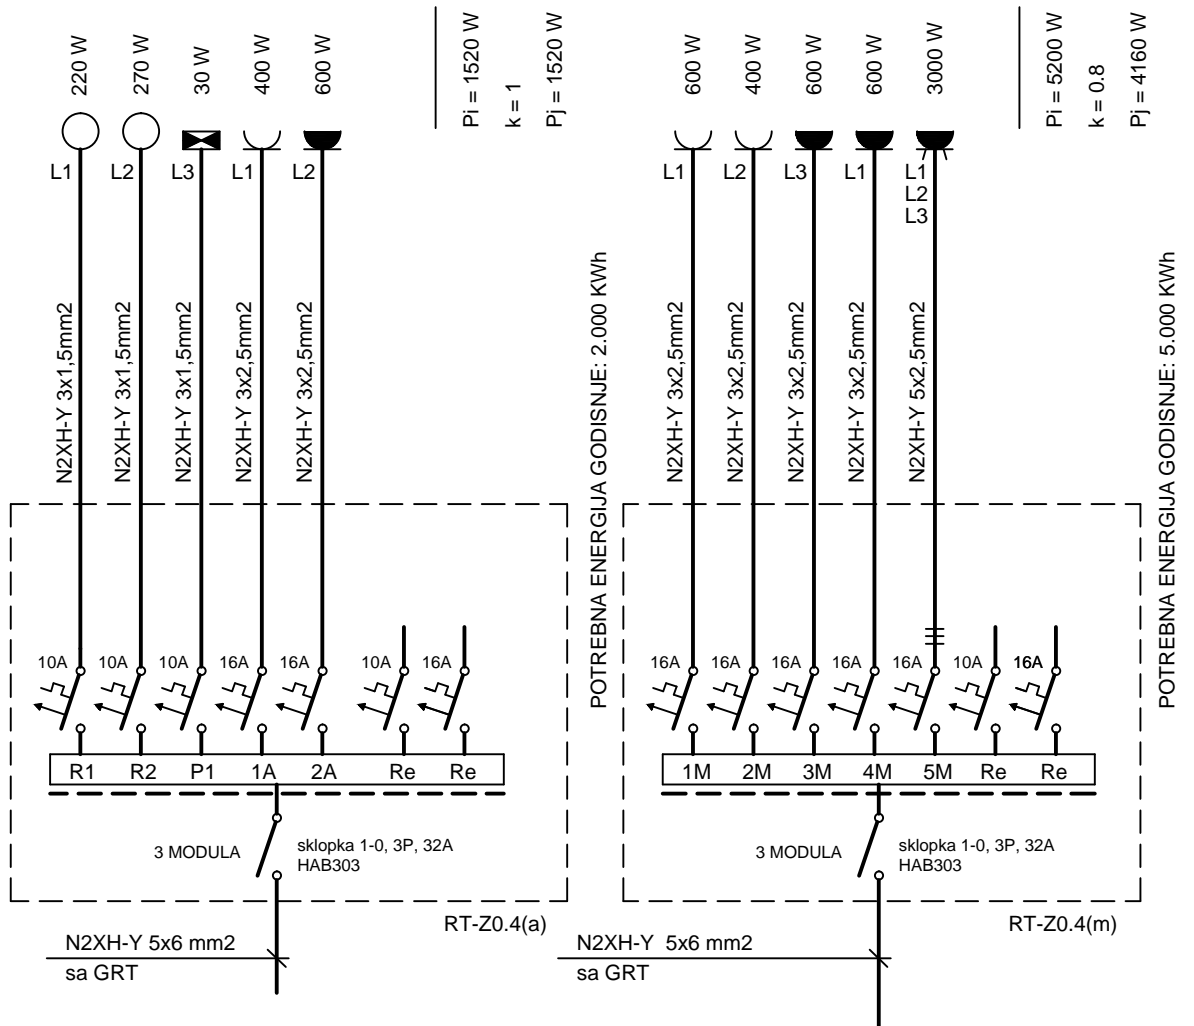 220 W
270 W
30 W
400 W
600 W
Pi = 1520 W
k = 1
Pj = 1520 W
L1
L2
L3
L1
L2
N2XH-Y 3x1,5mm2
N2XH-Y 3x1,5mm2
N2XH-Y 3x1,5mm2
N2XH-Y 3x2,5mm2
N2XH-Y 3x2,5mm2
POTREBNA ENERGIJA GODISNJE: 2.000 KWh
10A
10A
10A
16A
16A
10A
16A
R1
R2
P1
1A
2A
Re
Re
3 MODULA
sklopka 1-0, 3P, 32A
HAB303
RT-Z0.4(a)
N2XH-Y 5x6 mm2
sa GRT
600 W
400 W
600 W
600 W
3000 W
Pi = 5200 W
k = 0.8
Pj = 4160 W
L1
L2
L3
L1
L1
L2
L3
N2XH-Y 3x2,5mm2
N2XH-Y 3x2,5mm2
N2XH-Y 3x2,5mm2
N2XH-Y 3x2,5mm2
N2XH-Y 5x2,5mm2
POTREBNA ENERGIJA GODISNJE: 5.000 KWh
16A
16A
16A
16A
16A
10A
16A
1M
2M
3M
4M
5M
Re
Re
3 MODULA
sklopka 1-0, 3P, 32A
HAB303
RT-Z0.4(m)
N2XH-Y 5x6 mm2
sa GRT